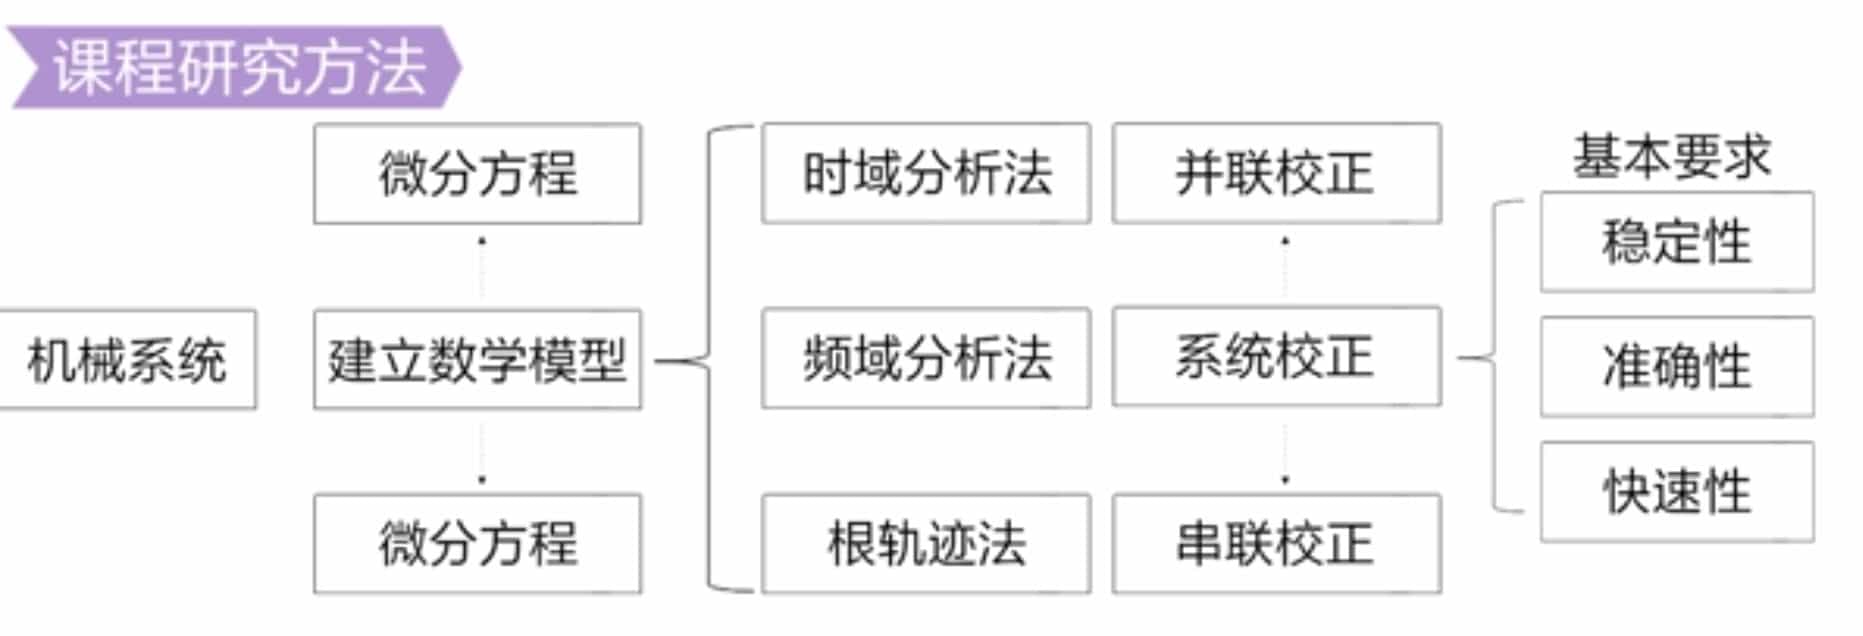 课程研究方法
微分方程
时域分析法
并联校正
基本要求
稳定性
机械系统
建立数学模型
频域分析法
系统校正
准确性
快速性
微分方程
根轨迹法
串联校正